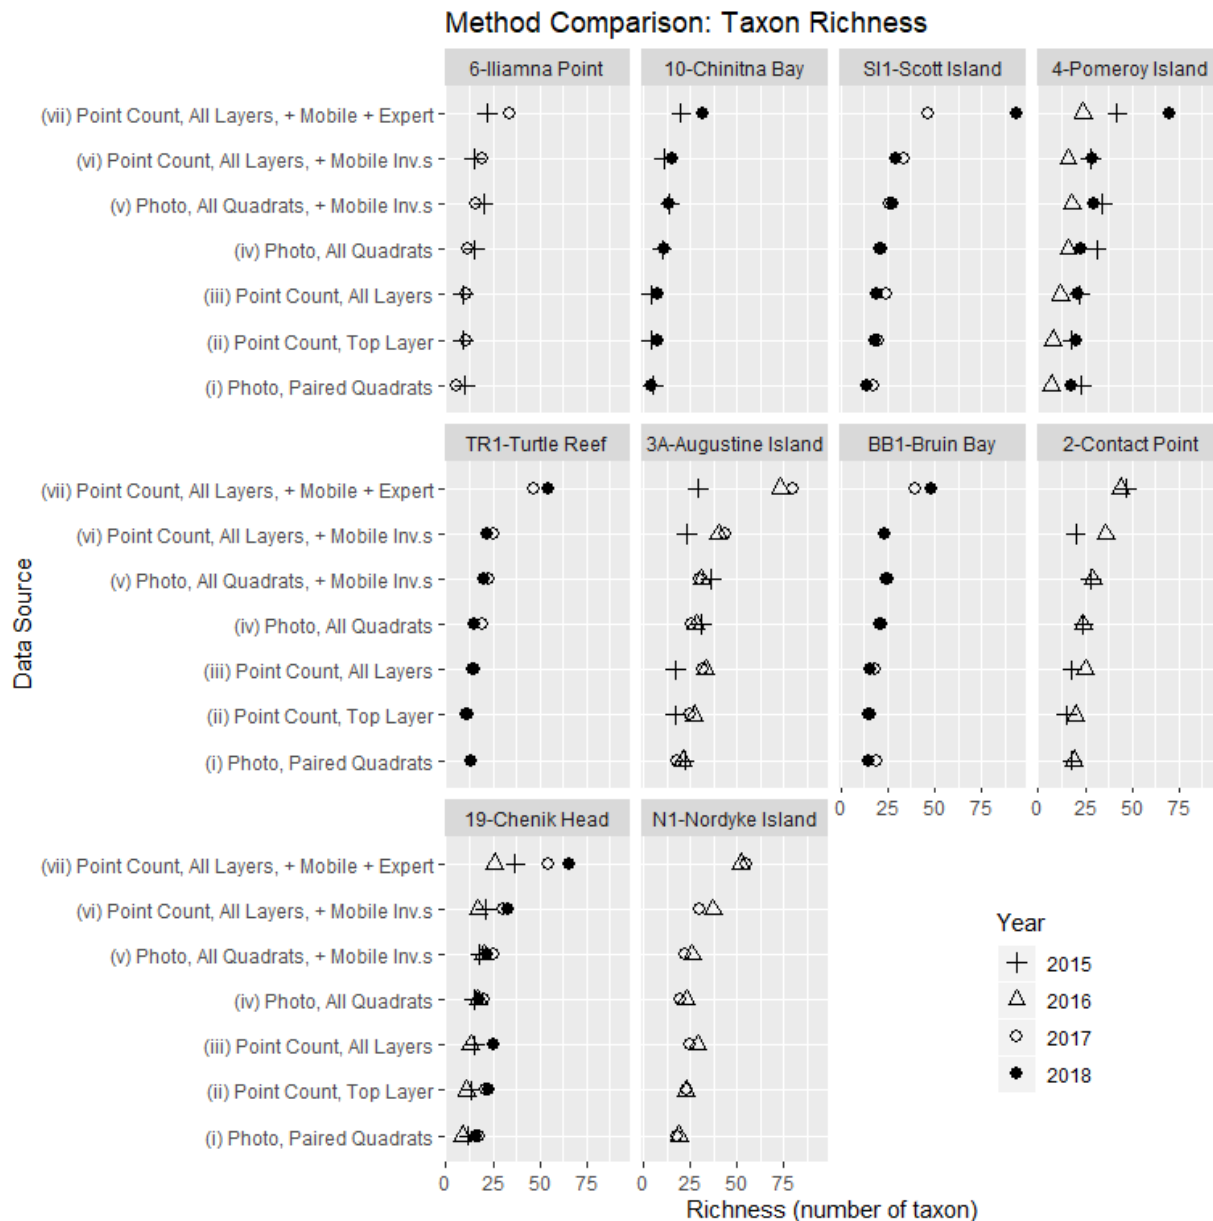 Method Comparison: Taxon Richness
6-Iliamna Point
10-Chinitna Bay
SI1-Scott Island
4-Pomeroy Island
(vii) Point Count, All Layers, + Mobile + Expert
(vi) Point Count, All Layers, + Mobile Inv.s
(v) Photo, All Quadrats, + Mobile Inv.s
(iv) Photo, All Quadrats
(iii) Point Count, All Layers
(ii) Point Count, Top Layer
(i) Photo, Paired Quadrats
TR1-Turtle Reef
3A-Augustine Island
BB1-Bruin Bay
2-Contact Point
(vii) Point Count, All Layers, + Mobile + Expert
(vi) Point Count, All Layers, + Mobile Inv.s
(v) Photo, All Quadrats, + Mobile Inv.s
(iv) Photo, All Quadrats
(iii) Point Count, All Layers
(ii) Point Count, Top Layer
(i) Photo, Paired Quadrats
Data Source
0 25 50 75
0 25 50 75
19-Chenik Head
N1-Nordyke Island
(vii) Point Count, All Layers, + Mobile + Expert
(vi) Point Count, All Layers, + Mobile Inv.s
(v) Photo, All Quadrats, + Mobile Inv.s
(iv) Photo, All Quadrats
(iii) Point Count, All Layers
(ii) Point Count, Top Layer
(i) Photo, Paired Quadrats
0 25 50 75
0 25 50 75
Richness (number of taxon)
Year
2015
2016
2017
2018